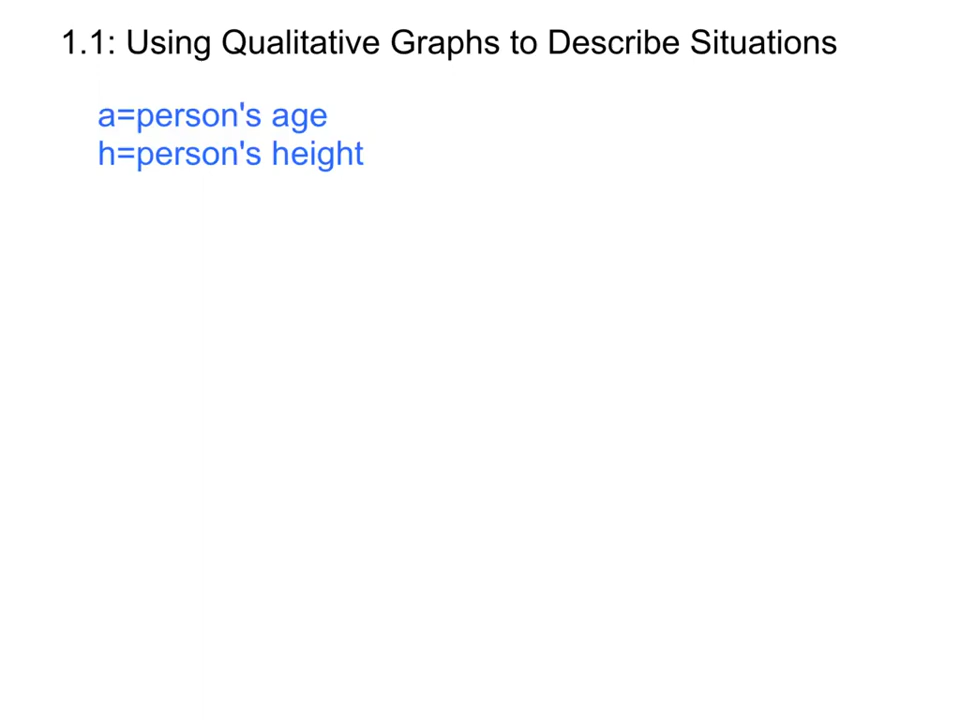 1.1: Using Qualitative Graphs to Describe Situations
a=person's age
h=person's height